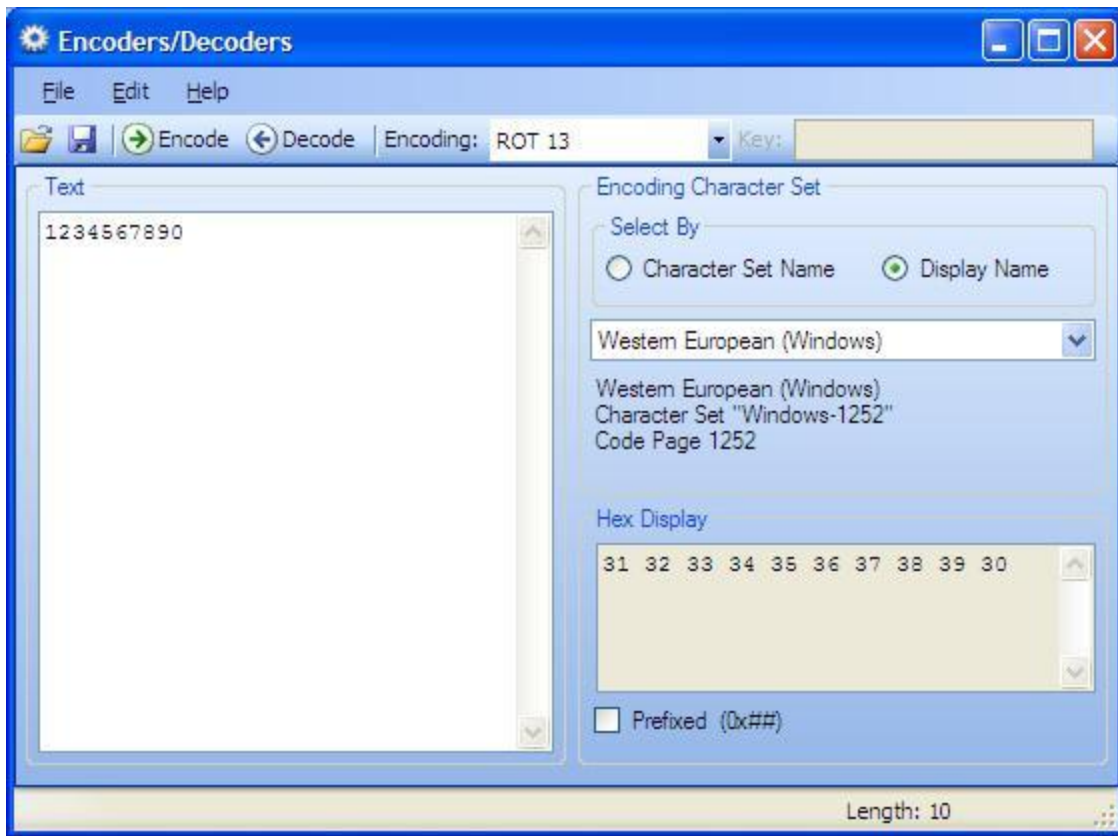 Encoders/Decoders
File Edit Help
Encode Decode Encoding: ROT 13 Key:
Text
1234567890
Encoding Character Set
Select By
Character Set Name Display Name
Western European (Windows)
Western European (Windows)
Character Set "Windows-1252"
Code Page 1252
Hex Display
31 32 33 34 35 36 37 38 39 30
Prefixed (0x##)
Length: 10